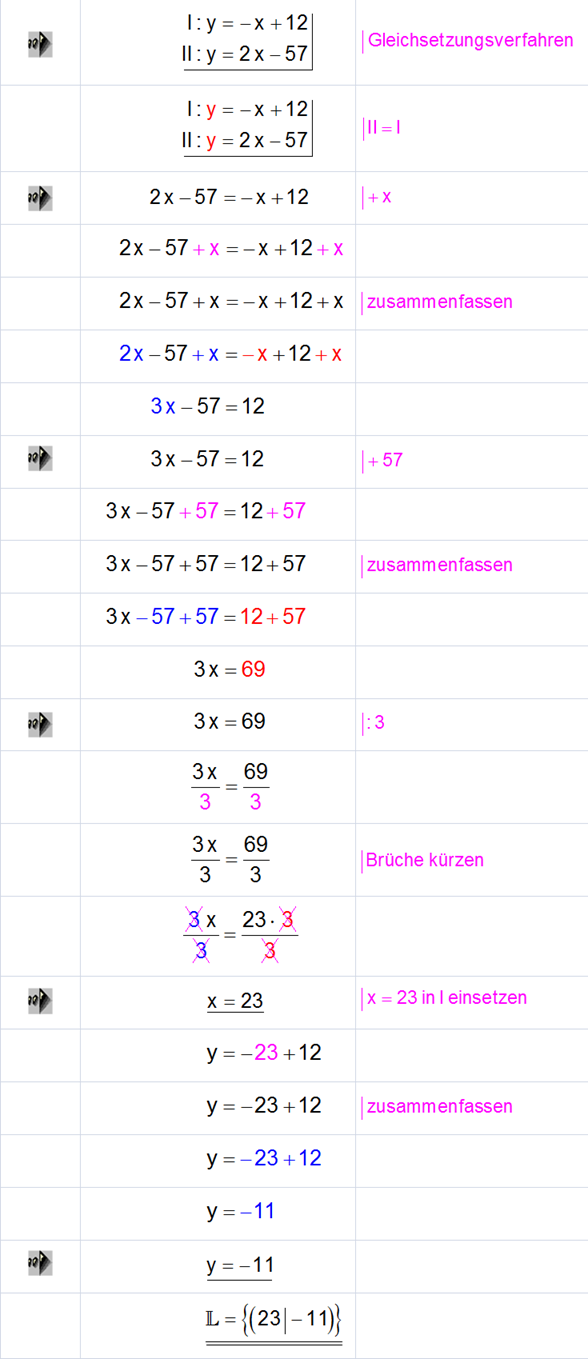 I : y = −x + 12 | Gleichsetzungsverfahren
II : y = 2x − 57
I : y = −x + 12
II : y = 2x − 57 | II = I
2x − 57 = −x + 12 | + x
2x − 57 + x = −x + 12 + x
2x − 57 + x = −x + 12 + x | zusammenfassen
2x − 57 + x = −x + 12 + x
3x − 57 = 12
3x − 57 = 12 | + 57
3x − 57 + 57 = 12 + 57
3x − 57 + 57 = 12 + 57 | zusammenfassen
3x − 57 + 57 = 12 + 57
3x = 69
3x = 69 | : 3
3x/3 = 69/3
3x/3 = 69/3 | Brüche kürzen
3x/3 = 23 · 3/3
x = 23 | x = 23 in I einsetzen
y = −23 + 12
y = −23 + 12 | zusammenfassen
y = −23 + 12
y = −11
y = −11
𝕃 = {(23 | −11)}